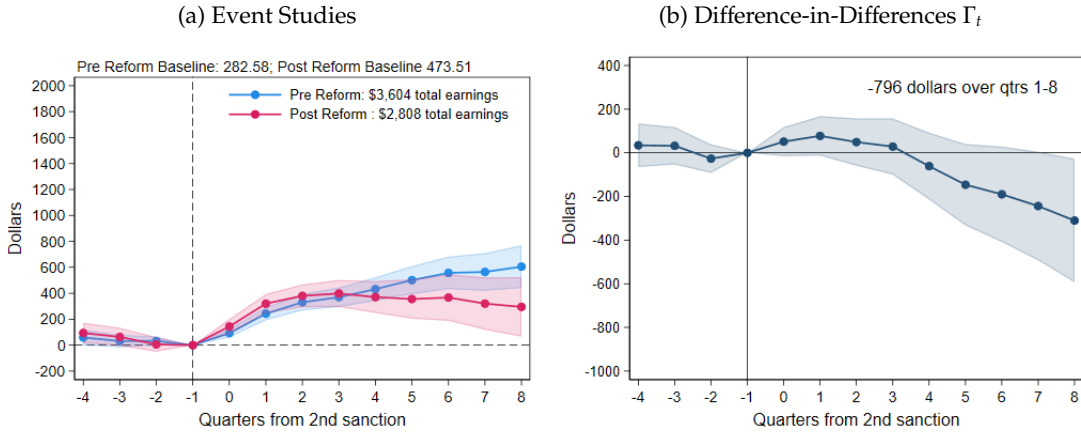 (a) Event Studies
Pre Reform Baseline: 282.58; Post Reform Baseline 473.51
Pre Reform: $3,604 total earnings
Post Reform : $2,808 total earnings
2000
1800
1600
1400
1200
1000
800
600
400
200
0
-200
Dollars
-4 -3 -2 -1 0 1 2 3 4 5 6 7 8
Quarters from 2nd sanction
(b) Difference-in-Differences Γt
-796 dollars over qtrs 1-8
400
200
0
-200
-400
-600
-800
-1000
Dollars
-4 -3 -2 -1 0 1 2 3 4 5 6 7 8
Quarters from 2nd sanction